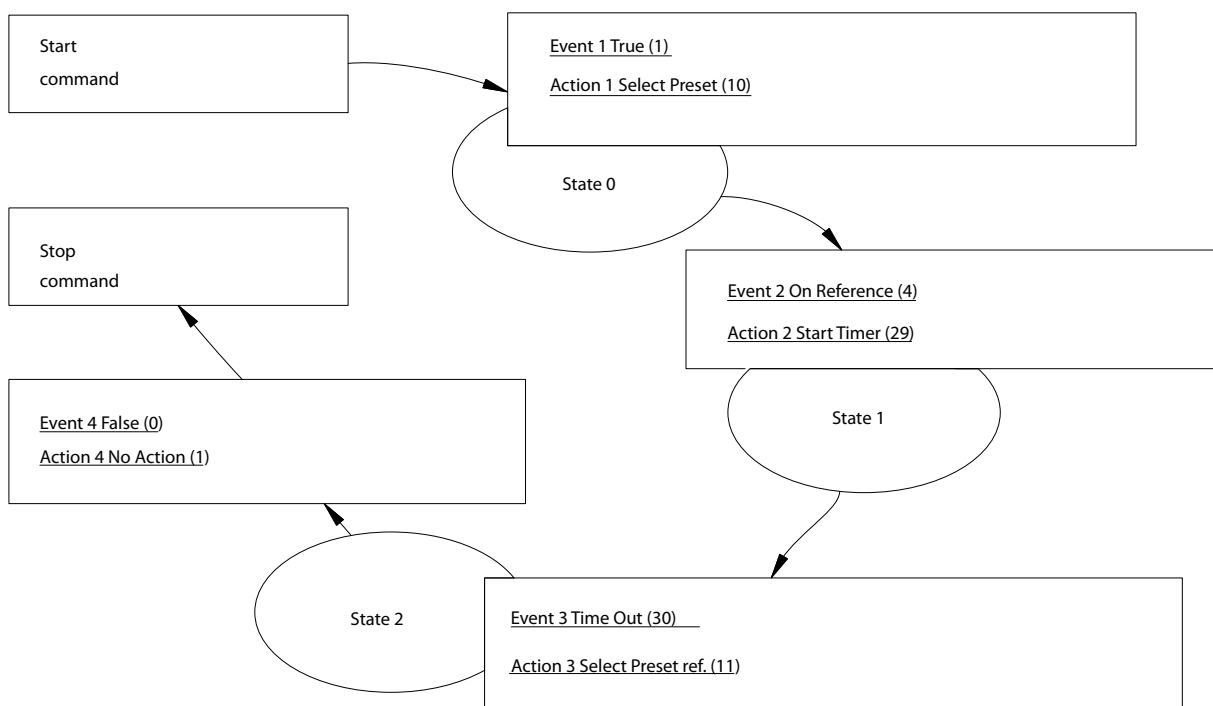 Start
command
Event 1 True (1)
Action 1 Select Preset (10)
State 0
Stop
command
Event 2 On Reference (4)
Action 2 Start Timer (29)
State 1
Event 4 False (0)
Action 4 No Action (1)
State 2
Event 3 Time Out (30)
Action 3 Select Preset ref. (11)